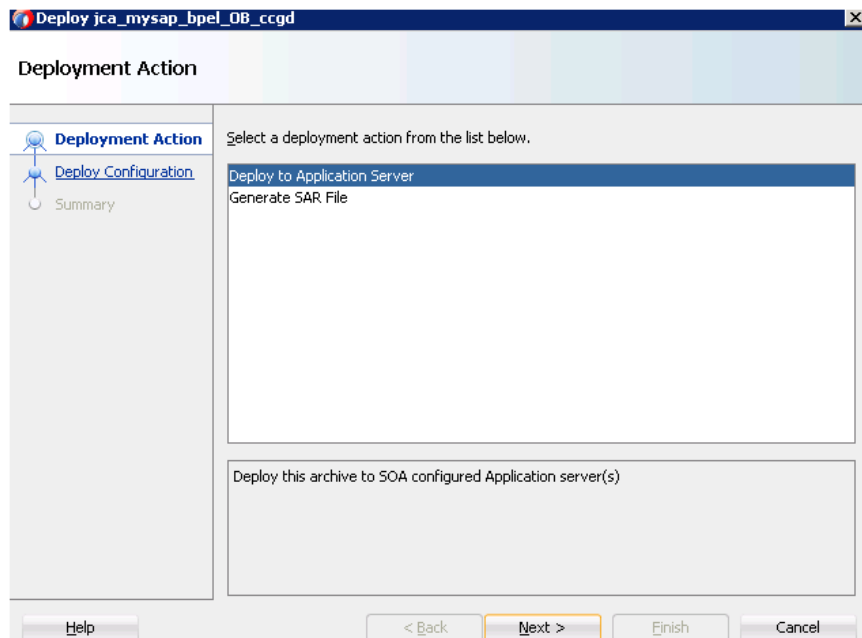 Deploy jca_mysap_bpel_OB_ccgd
Deployment Action
Deployment Action
Deploy Configuration
Summary
Select a deployment action from the list below.
Deploy to Application Server
Generate SAR File
Deploy this archive to SOA configured Application server(s)
Help
< Back
Next >
Finish
Cancel